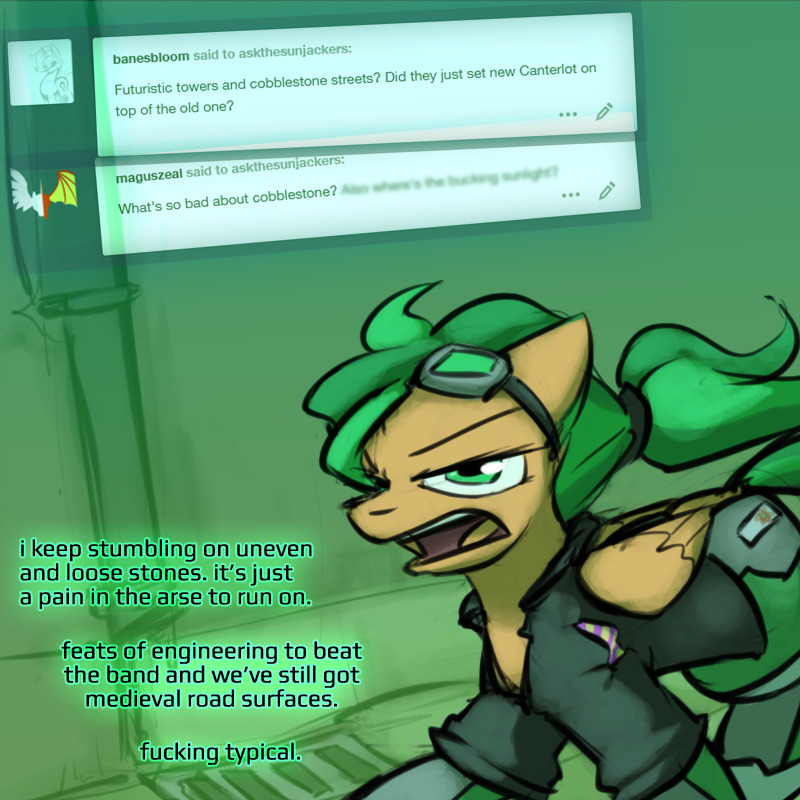 banesbloom said to askthesunjackers:
Futuristic towers and cobblestone streets? Did they just set new Canterlot on
top of the old one?
maguszeal said to askthesunjackers:
What's so bad about cobblestone? Also where's the bucking sunlight?
i keep stumbling on uneven
and loose stones. it's just
a pain in the arse to run on.
feats of engineering to beat
the band and we've still got
medieval road surfaces.
fucking typical.